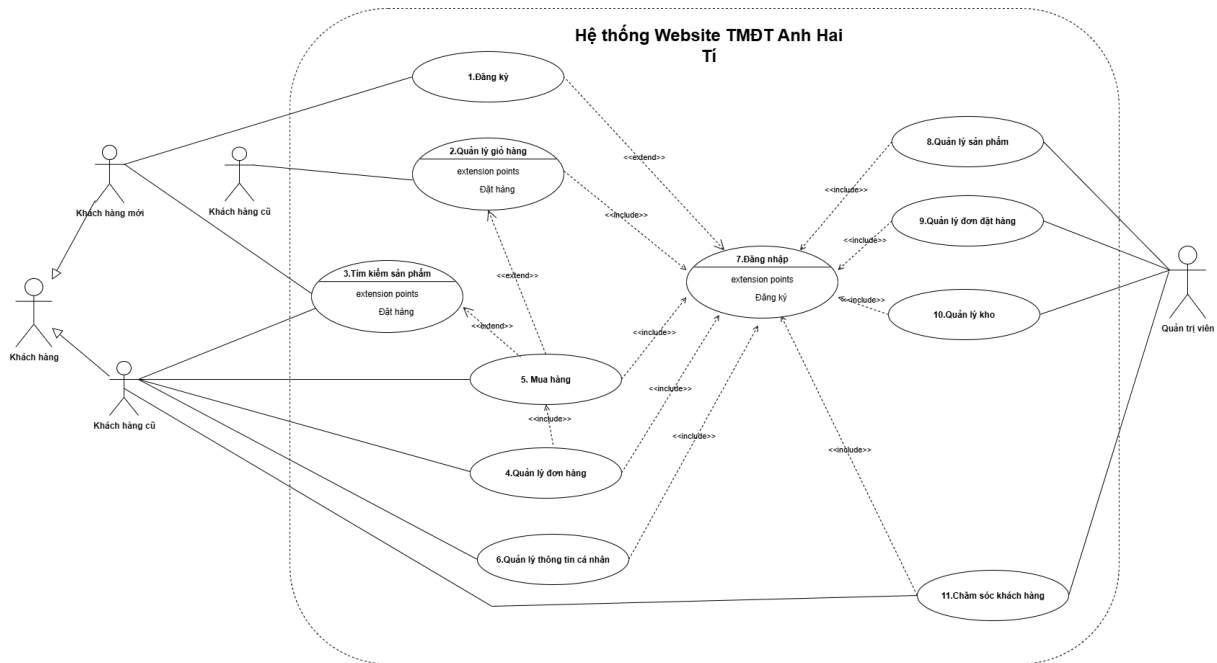 Hệ thống Website TMĐT Anh Hai
Tí
1.Đăng ký
2.Quản lý giỏ hàng
extension points
Đặt hàng
8.Quản lý sản phẩm
<<extend>>
<<include>>
<<include>>
Khách hàng mới
Khách hàng cũ
9.Quản lý đơn đặt hàng
<<include>>
7.Đăng nhập
extension points
Đăng ký
3.Tìm kiếm sản phẩm
extension points
Đặt hàng
<<extend>>
<<include>>
10.Quản lý kho
<<extend>>
<<include>>
Khách hàng
Quản trị viên
5. Mua hàng
<<include>>
Khách hàng cũ
<<include>>
<<include>>
<<include>>
4.Quản lý đơn hàng
6.Quản lý thông tin cá nhân
11.Chăm sóc khách hàng